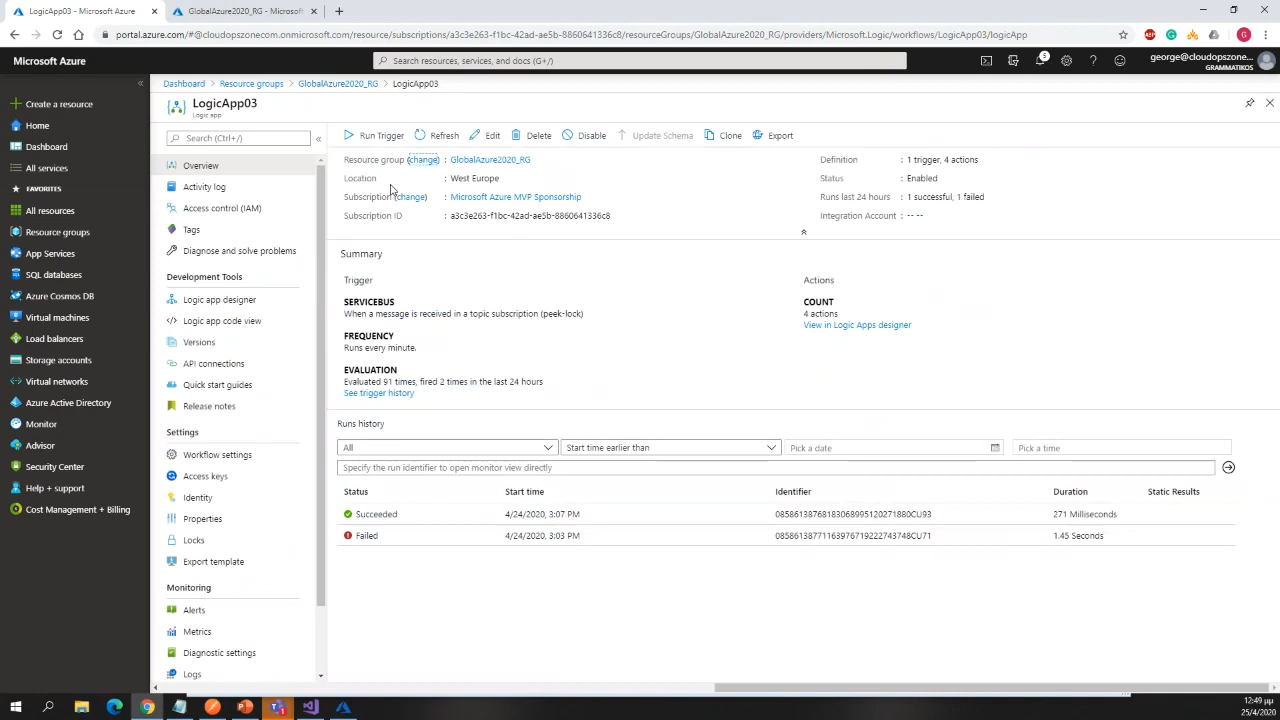 LogicApp03 - Microsoft Azure
GlobalAzure2020_RG - Microsoft
portal.azure.com/#@cloudopszonecom.onmicrosoft.com/resource/subscriptions/a3c3e263-f1bc-42ad-ae5b-8860641336c8/resourceGroups/GlobalAzure2020_RG/providers/Microsoft.Logic/workflows/LogicApp03/logicApp
Microsoft Azure
Search resources, services, and docs (G+/)
george@cloudopszone...
GRAMMATIKOS
Create a resource
Home
Dashboard
All services
FAVORITES
All resources
Resource groups
App Services
SQL databases
Azure Cosmos DB
Virtual machines
Load balancers
Storage accounts
Virtual networks
Azure Active Directory
Monitor
Advisor
Security Center
Help + support
Cost Management + Billing
Dashboard > Resource groups > GlobalAzure2020_RG > LogicApp03
LogicApp03
Logic app
Search (Ctrl+/)
Overview
Activity log
Access control (IAM)
Tags
Diagnose and solve problems
Development Tools
Logic app designer
Logic app code view
Versions
API connections
Quick start guides
Release notes
Settings
Workflow settings
Access keys
Identity
Properties
Locks
Export template
Monitoring
Alerts
Metrics
Diagnostic settings
Logs
Run Trigger Refresh Edit Delete Disable Update Schema Clone Export
Resource group (change) : GlobalAzure2020_RG
Location : West Europe
Subscription (change) : Microsoft Azure MVP Sponsorship
Subscription ID : a3c3e263-f1bc-42ad-ae5b-8860641336c8
Definition : 1 trigger, 4 actions
Status : Enabled
Runs last 24 hours : 1 successful, 1 failed
Integration Account : -- --
Summary
Trigger
SERVICEBUS
When a message is received in a topic subscription (peek-lock)
FREQUENCY
Runs every minute.
EVALUATION
Evaluated 91 times, fired 2 times in the last 24 hours
See trigger history
Actions
COUNT
4 actions
View in Logic Apps designer
Runs history
All Start time earlier than Pick a date Pick a time
Specify the run identifier to open monitor view directly
Status Start time Identifier Duration Static Results
Succeeded 4/24/2020, 3:07 PM 08586138768183068995120271880CU93 271 Milliseconds
Failed 4/24/2020, 3:03 PM 08586138771163976719222743748CU71 1.45 Seconds
12:49 μμ
25/4/2020